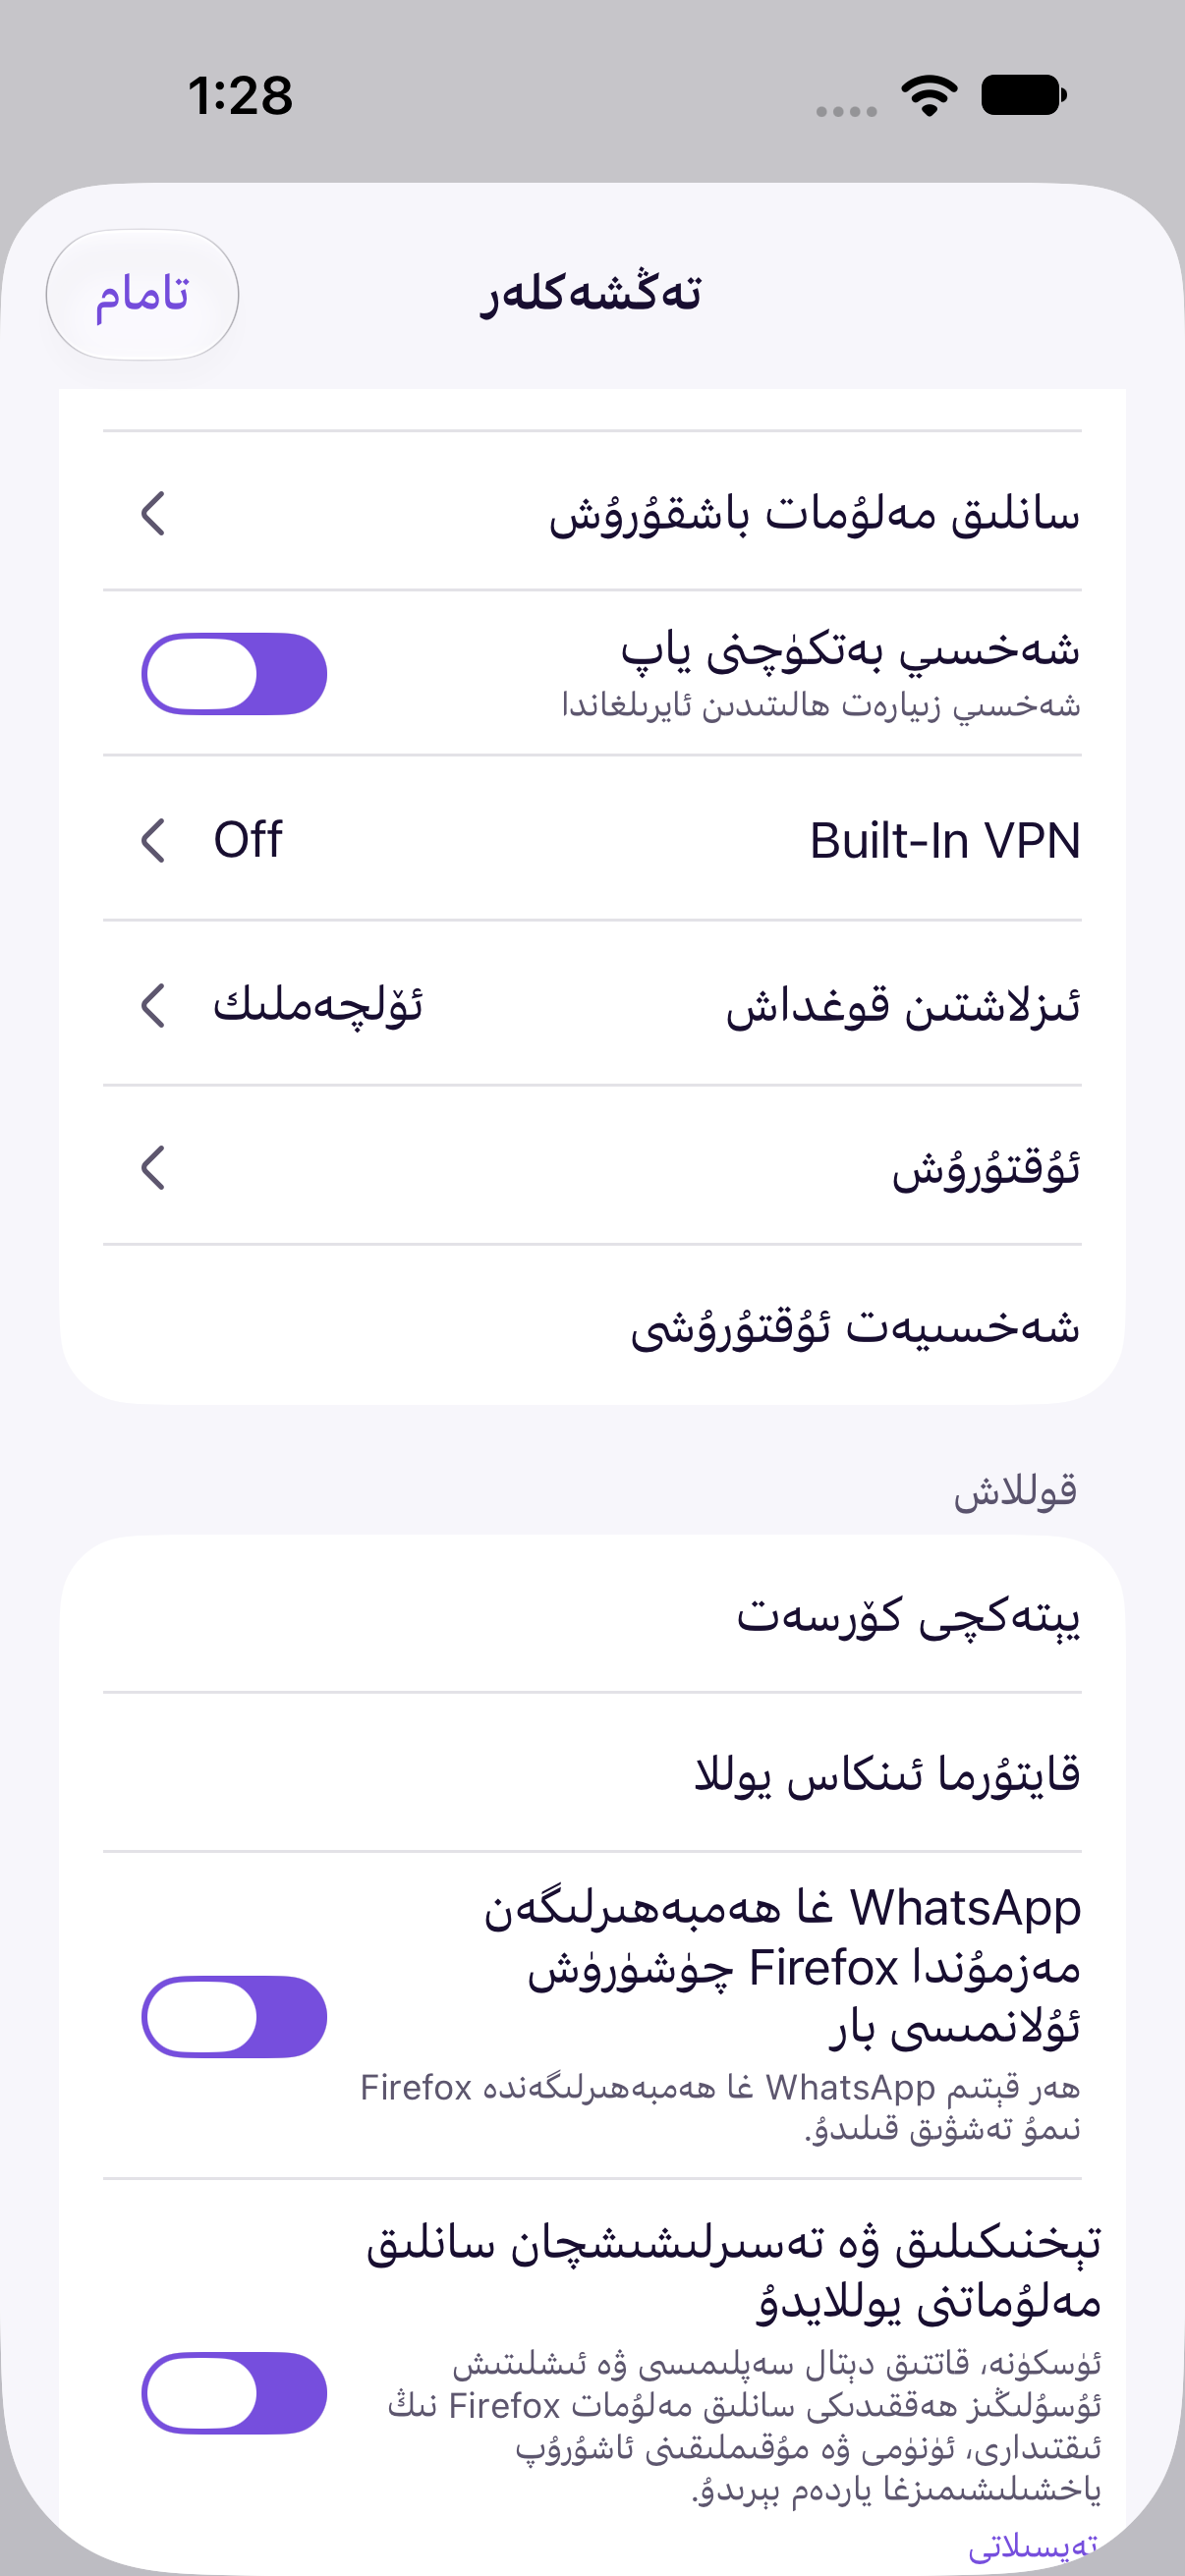 1:28
تەڭشەكلەر
تامام
سانلىق مەلۇمات باشقۇرۇش
شەخسىي بەتكۈچنى ياپ
شەخسىي زىيارەت ھالىتىدىن ئايرىلغاندا
Built-In VPN
Off
ئىزلاشتىن قوغداش
ئۆلچەملىك
ئۇقتۇرۇش
شەخسىيەت ئۇقتۇرۇشى
قوللاش
يېتەكچى كۆرسەت
قايتۇرما ئىنكاس يوللا
WhatsApp غا ھەمبەھىرلىگەن
مەزمۇندا Firefox چۈشۈرۈش
ئۇلانمىسى بار
ھەر قېتىم WhatsApp غا ھەمبەھىرلىگەندە Firefox
نىمۇ تەشۋىق قىلىدۇ.
تېخنىكىلىق ۋە تەسىرلىشىشچان سانلىق
مەلۇماتنى يوللايدۇ
ئۈسكۈنە، قاتتىق دېتال سەپلىمىسى ۋە ئىشلىتىش
ئۇسۇلىڭىز ھەققىدىكى سانلىق مەلۇمات Firefox نىڭ
ئىقتىدارى، ئۈنۈمى ۋە مۇقىملىقىنى ئاشۇرۇپ
ياخشىلىشىمىزغا ياردەم بېرىدۇ.
تەپسىلاتى